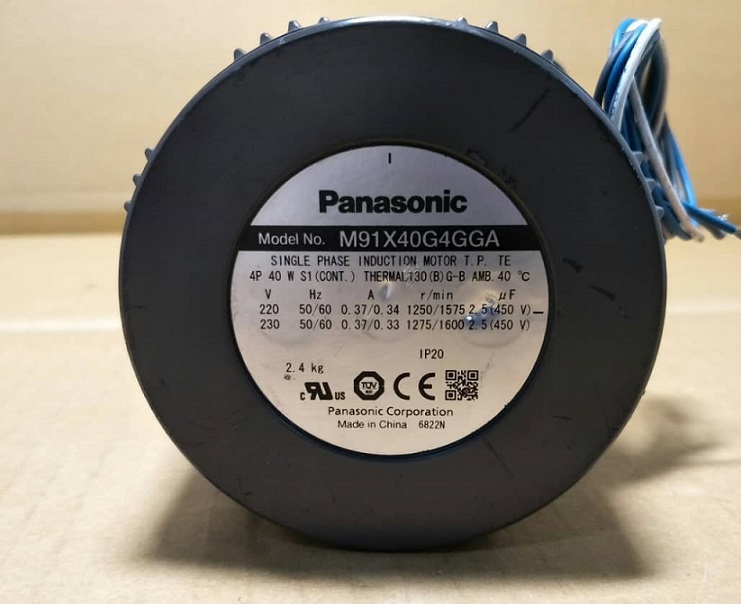 Panasonic
Model No. M91X40G4GGA
SINGLE PHASE INDUCTION MOTOR T.P. TE
4P 40 W S1(CONT.) THERMAL130(B)G-B AMB.40 °C
V Hz A r/min μF
220 50/60 0.37/0.34 1250/1575 2.5(450 V)
230 50/60 0.37/0.33 1275/1600 2.5(450 V)
IP20
2.4 kg
c RU US TÜV CE
Panasonic Corporation
Made in China 6822N